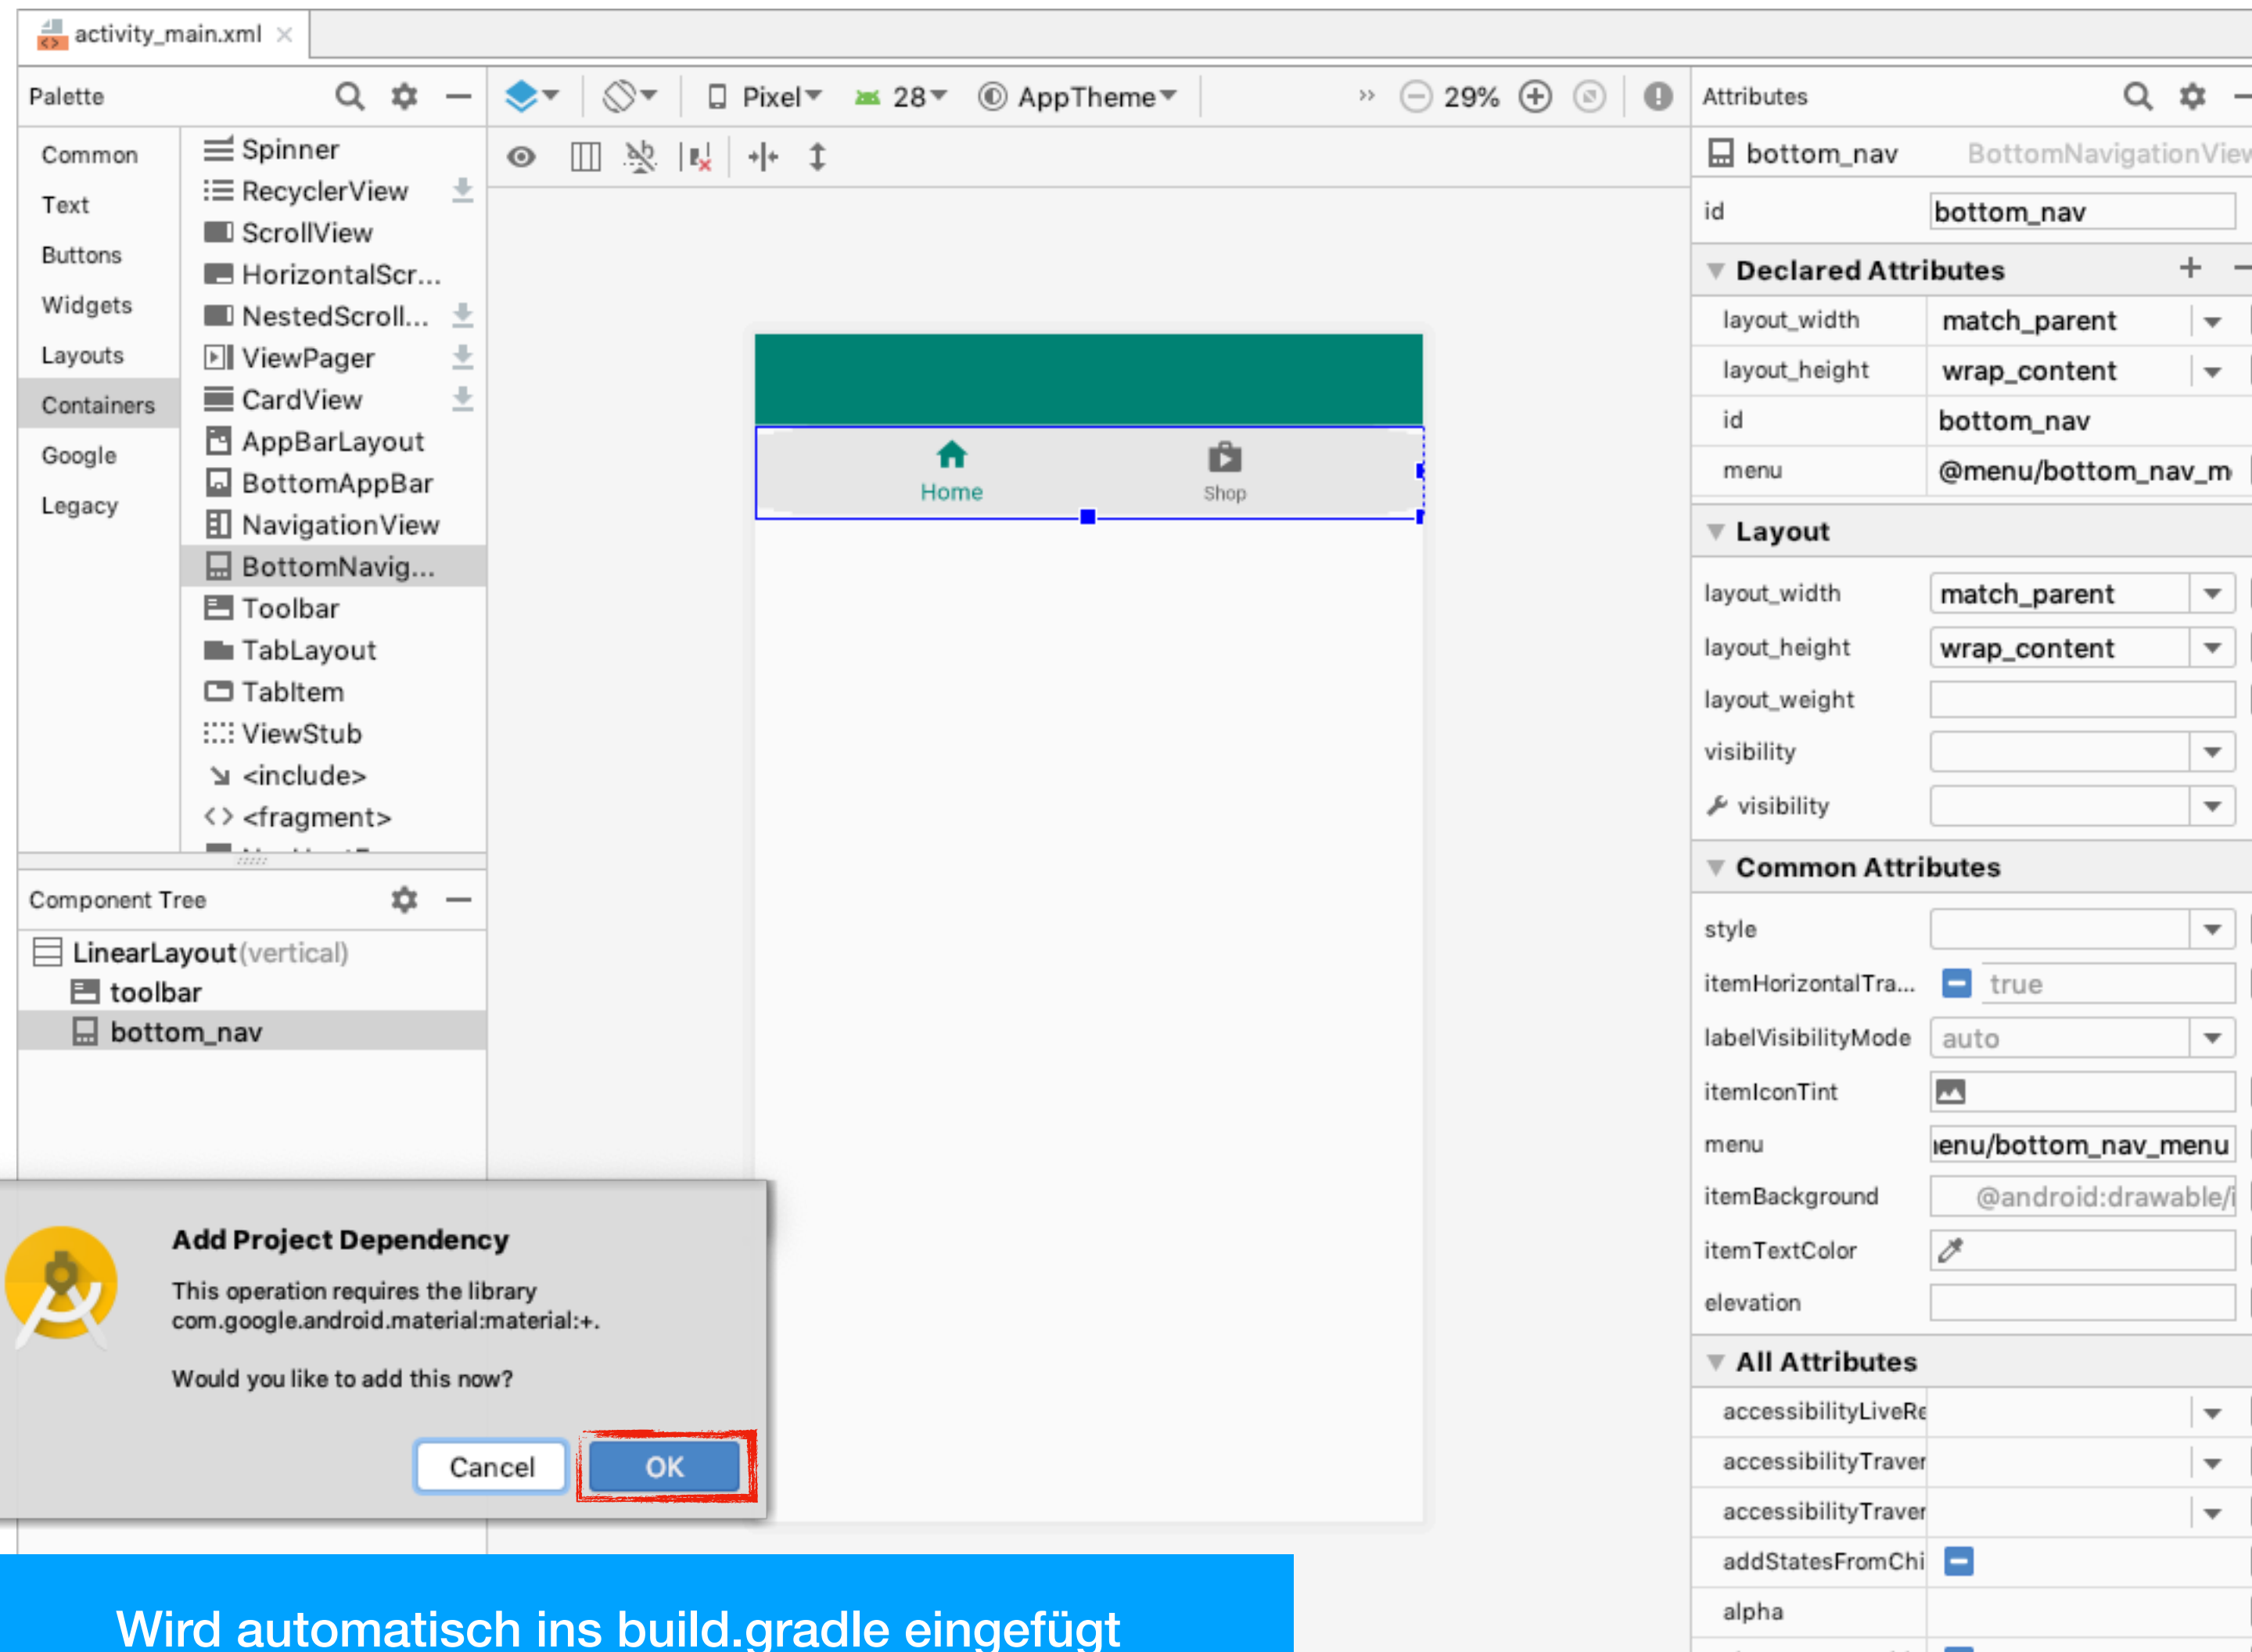 activity_main.xml
Palette
Common
Text
Buttons
Widgets
Layouts
Containers
Google
Legacy
Spinner
RecyclerView
ScrollView
HorizontalScr...
NestedScroll...
ViewPager
CardView
AppBarLayout
BottomAppBar
NavigationView
BottomNavig...
Toolbar
TabLayout
TabItem
ViewStub
<include>
<fragment>
Component Tree
LinearLayout(vertical)
toolbar
bottom_nav
Pixel 28 AppTheme 29%
Home Shop
Attributes
bottom_nav BottomNavigationView
id bottom_nav
Declared Attributes
layout_width match_parent
layout_height wrap_content
id bottom_nav
menu @menu/bottom_nav_m
Layout
layout_width match_parent
layout_height wrap_content
layout_weight
visibility
visibility
Common Attributes
style
itemHorizontalTra... true
labelVisibilityMode auto
itemIconTint
menu enu/bottom_nav_menu
itemBackground @android:drawable/i
itemTextColor
elevation
All Attributes
accessibilityLiveRe
accessibilityTraver
accessibilityTraver
addStatesFromChi
alpha
Add Project Dependency
This operation requires the library
com.google.android.material:material:+.
Would you like to add this now?
Cancel OK
Wird automatisch ins build.gradle eingefügt